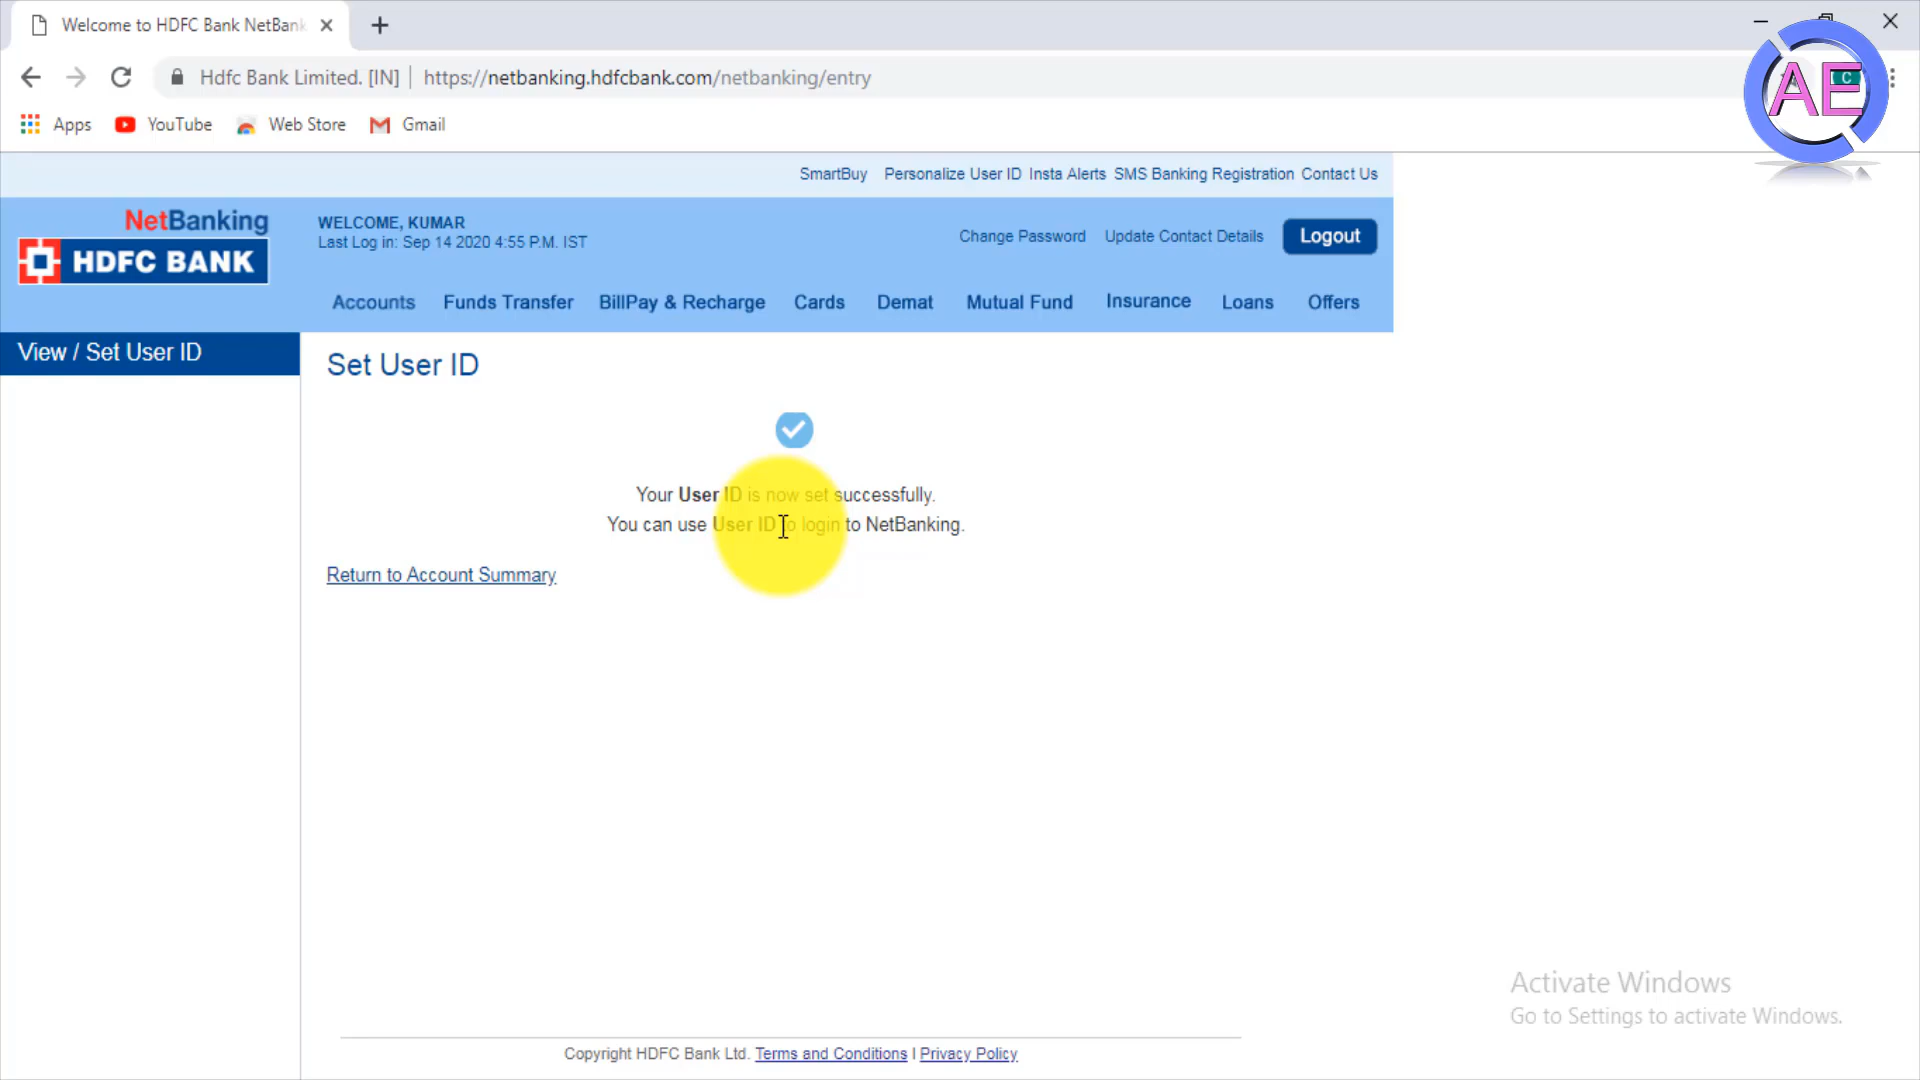 Welcome to HDFC Bank NetBank
Hdfc Bank Limited. [IN] https://netbanking.hdfcbank.com/netbanking/entry
Apps YouTube Web Store Gmail
AE
C
SmartBuy Personalize User ID Insta Alerts SMS Banking Registration Contact Us
NetBanking
HDFC BANK
WELCOME, KUMAR
Last Log in: Sep 14 2020 4:55 P.M. IST
Change Password Update Contact Details Logout
Accounts Funds Transfer BillPay & Recharge Cards Demat Mutual Fund Insurance Loans Offers
View / Set User ID
Set User ID
Your User ID is now set successfully.
You can use User ID to login to NetBanking.
Return to Account Summary
Activate Windows
Go to Settings to activate Windows.
Copyright HDFC Bank Ltd. Terms and Conditions I Privacy Policy